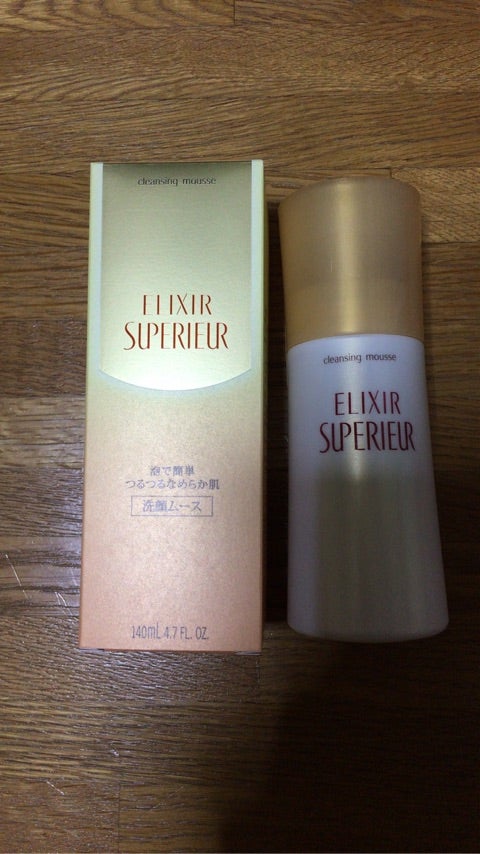 cleansing mousse
ELIXIR
SUPERIEUR
泡で簡単
つるつるなめらか肌
洗顔ムース
140mL 4.7 FL. OZ.
cleansing mousse
ELIXIR
SUPERIEUR